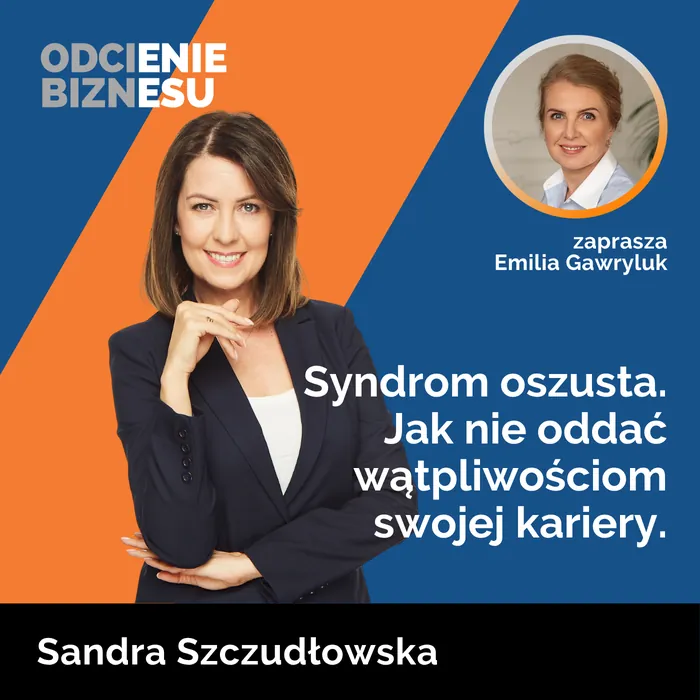 ODCIENIE
BIZNESU
zaprasza
Emilia Gawryluk
Syndrom oszusta.
Jak nie oddać
wątpliwościom
swojej kariery.
Sandra Szczudłowska